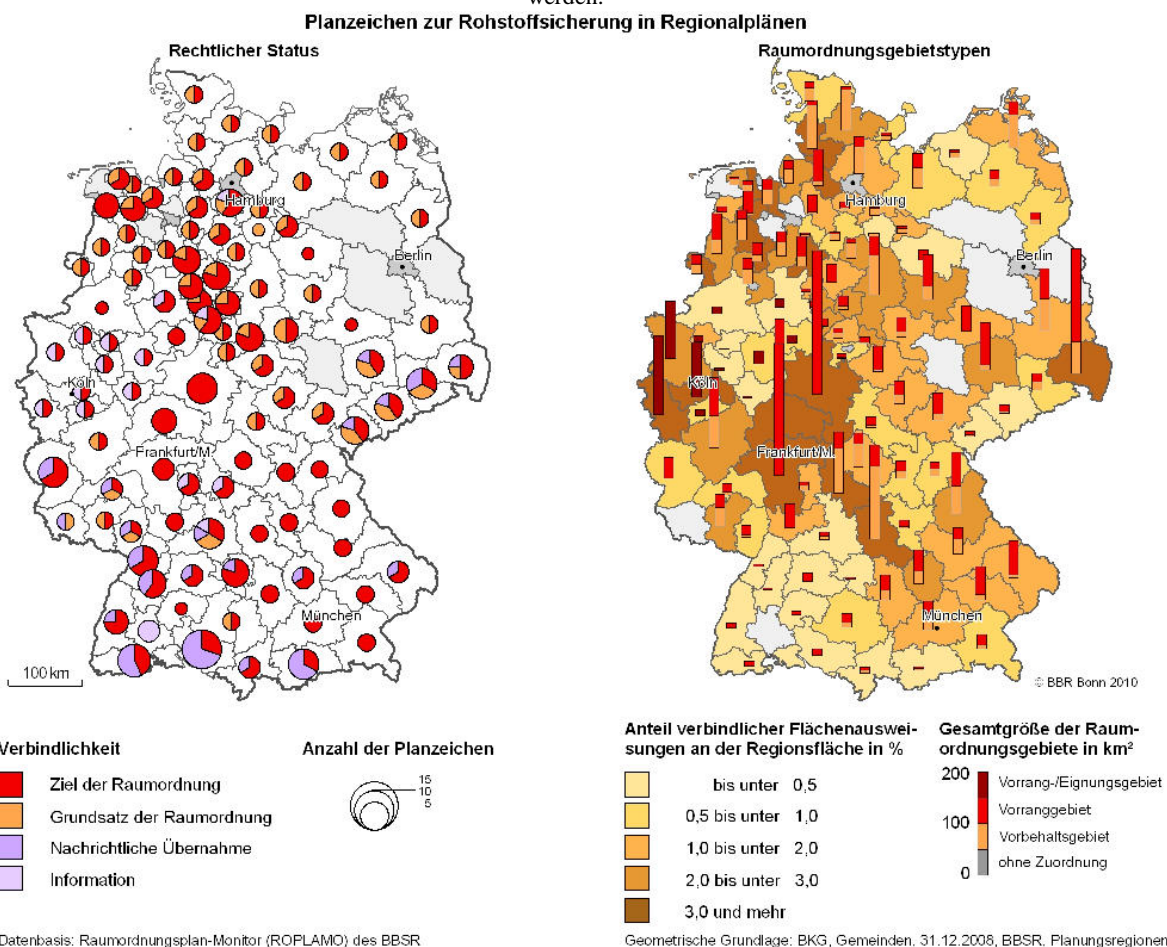 werden.
Planzeichen zur Rohstoffsicherung in Regionalplänen
Rechtlicher Status
Hamburg
Berlin
Köln
Frankfurt/M.
München
100 km
Raumordnungsgebietstypen
Hamburg
Berlin
Köln
Frankfurt/M.
München
© BBR Bonn 2010
Verbindlichkeit
Ziel der Raumordnung
Grundsatz der Raumordnung
Nachrichtliche Übernahme
Information
Anzahl der Planzeichen
15
10
5
Anteil verbindlicher Flächenauswei-
sungen an der Regionsfläche in %
bis unter 0,5
0,5 bis unter 1,0
1,0 bis unter 2,0
2,0 bis unter 3,0
3,0 und mehr
Gesamtgröße der Raum-
ordnungsgebiete in km²
200
100
0
Vorrang-/Eignungsgebiet
Vorranggebiet
Vorbehaltsgebiet
ohne Zuordnung
Datenbasis: Raumordnungsplan-Monitor (ROPLAMO) des BBSR
Geometrische Grundlage: BKG, Gemeinden, 31.12.2008, BBSR, Planungsregionen